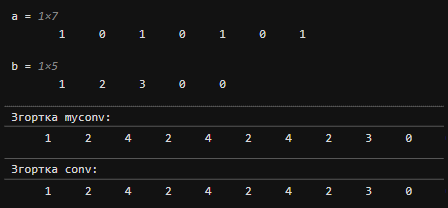 a = 1×7
1 0 1 0 1 0 1
b = 1×5
1 2 3 0 0
Згортка myconv:
1 2 4 2 4 2 4 2 3 0
Згортка conv:
1 2 4 2 4 2 4 2 3 0